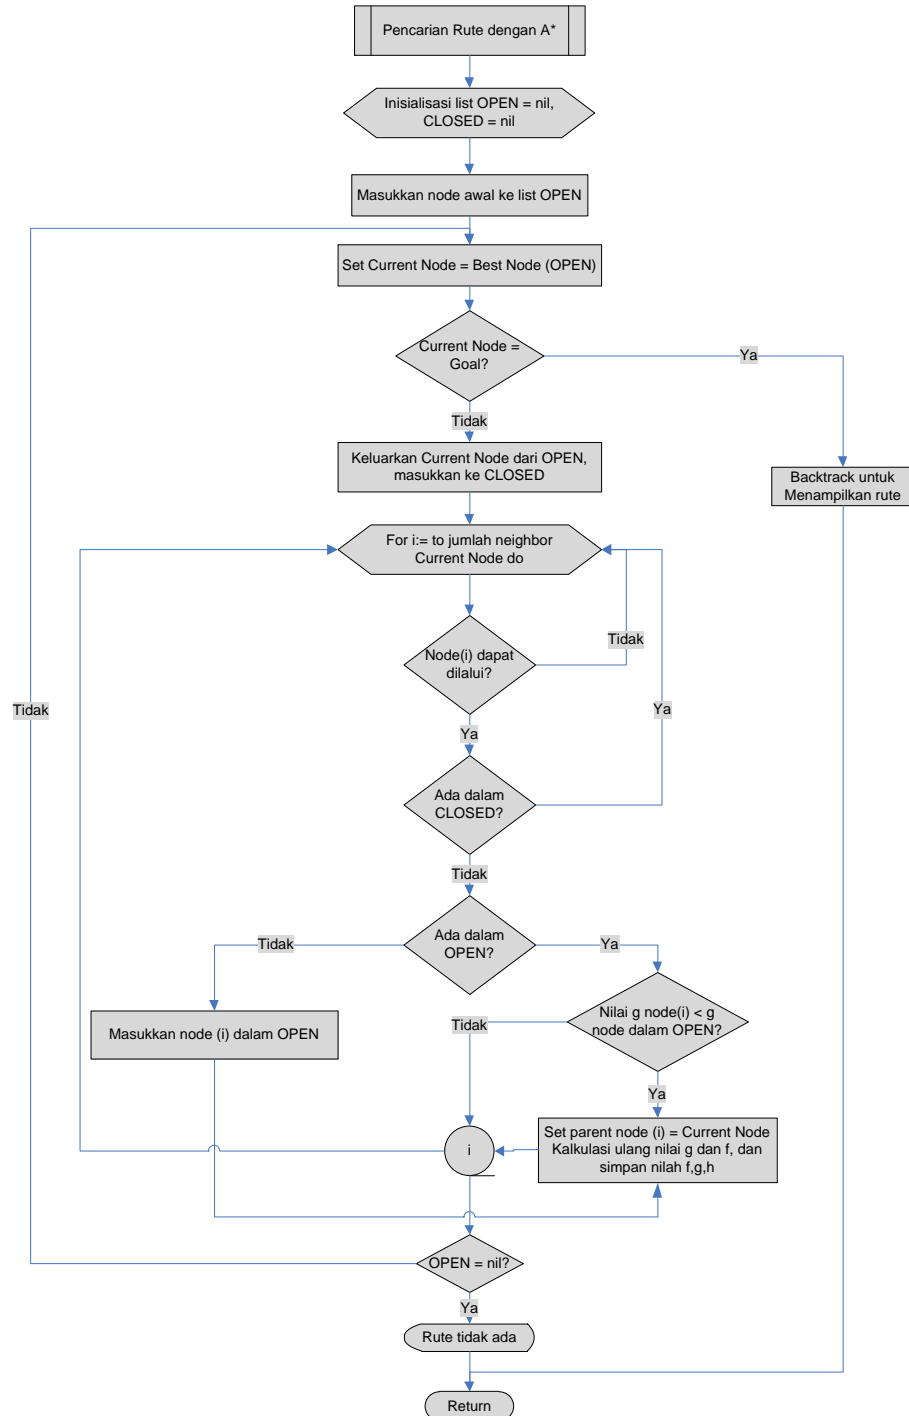 Pencarian Rute dengan A*
Inisialisasi list OPEN = nil,
CLOSED = nil
Masukkan node awal ke list OPEN
Set Current Node = Best Node (OPEN)
Current Node =
Goal?
Ya
Tidak
Keluarkan Current Node dari OPEN,
masukkan ke CLOSED
Backtrack untuk
Menampilkan rute
For i:= to jumlah neighbor
Current Node do
Tidak
Node(i) dapat
dilalui?
Tidak
Ya
Ya
Ada dalam
CLOSED?
Tidak
Ada dalam
OPEN?
Tidak
Ya
Nilai g node(i) < g
node dalam OPEN?
Tidak
Masukkan node (i) dalam OPEN
Ya
Set parent node (i) = Current Node
Kalkulasi ulang nilai g dan f, dan
simpan nilah f,g,h
i
OPEN = nil?
Ya
Rute tidak ada
Return